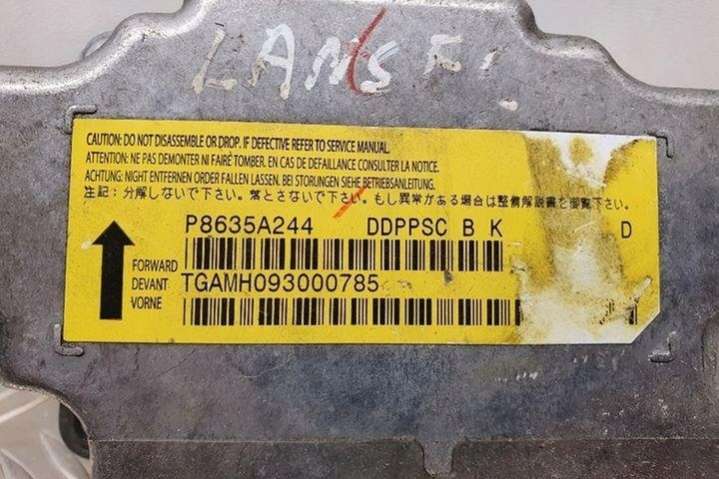 CAUTION: DO NOT DISASSEMBLE OR DROP. IF DEFECTIVE REFER TO SERVICE MANUAL.
ATTENTION: NE PAS DEMONTER NI FAIRE TOMBER. EN CAS DE DEFAILLANCE CONSULTER LA NOTICE.
ACHTUNG: NIGHT ENTFERNEN ORDER FALLEN LASSEN. BEI STORUNGEN SIEHE BETRIEBSANLEITUNG.
注記：分解しないで下さい。落とさないで下さい。もし異常がある場合は整備解説書を御覧下さい。
P8635A244 DDPPSC B K D
FORWARD
DEVANT TGAMH093000785
VORNE